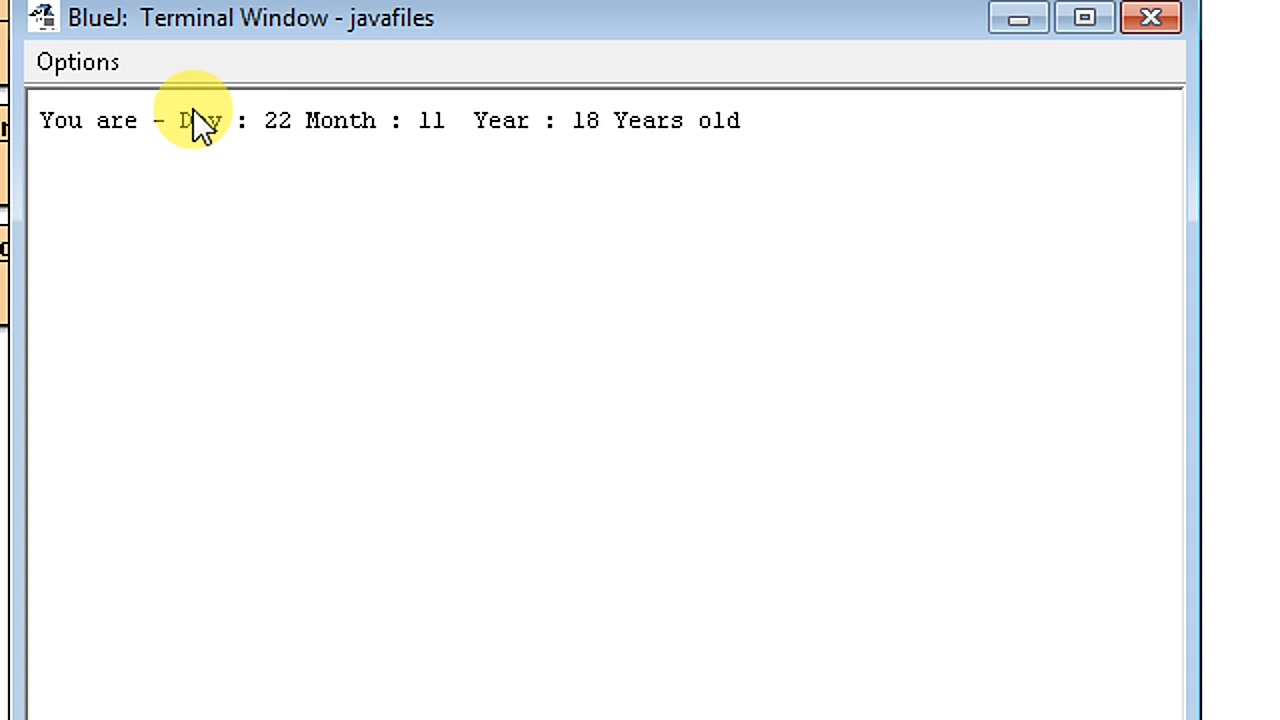 BlueJ: Terminal Window - javafiles
Options
You are - Day : 22 Month : 11  Year : 18 Years old